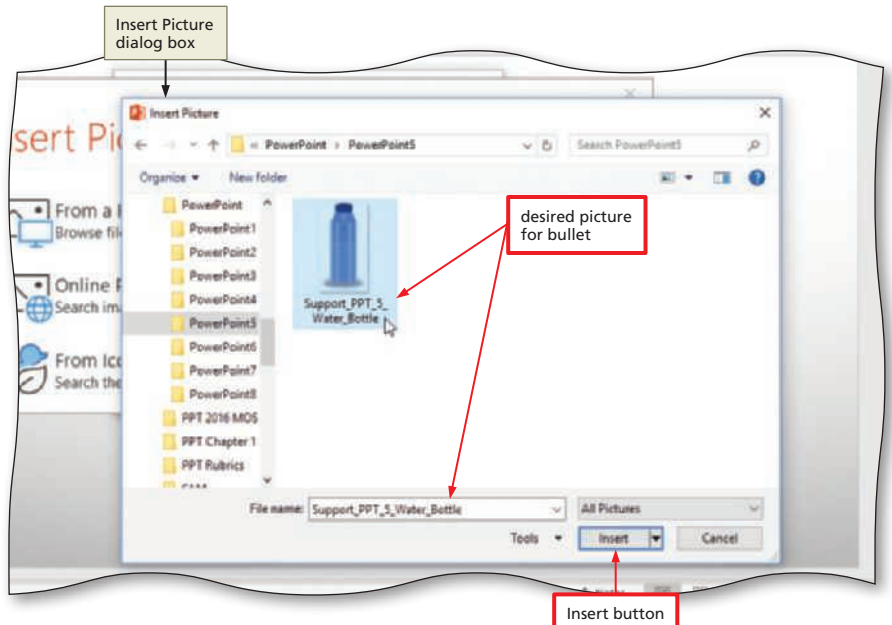 Insert Picture
dialog box
Insert Picture
sert Pi
« PowerPoint › PowerPoint5
Search PowerPoint5
Organize
New folder
PowerPoint
PowerPoint1
PowerPoint2
PowerPoint3
PowerPoint4
PowerPoint5
PowerPoint6
PowerPoint7
PowerPoint8
PPT 2016 MOS
PPT Chapter 1
PPT Rubrics
From a
Browse fil
Online
Search im
From Ico
Search the
Support_PPT_5_
Water_Bottle
desired picture
for bullet
File name: Support_PPT_5_Water_Bottle
All Pictures
Tools
Insert
Cancel
Insert button